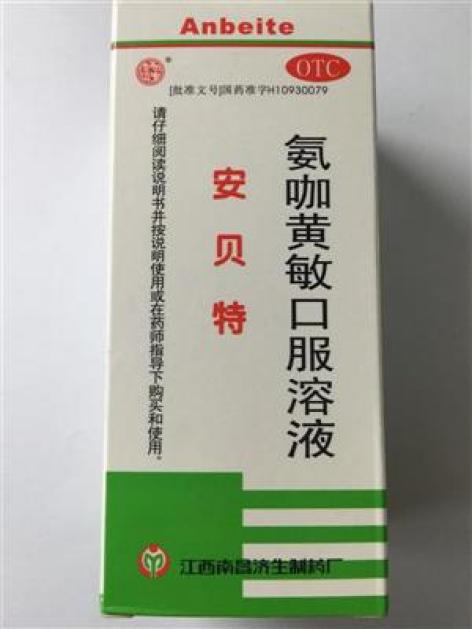 Anbeite
OTC
[批准文号]国药准字H10930079
氨咖黄敏口服溶液
安贝特
请仔细阅读说明书并按说明使用或在药师指导下购买和使用。
江西南昌济生制药厂